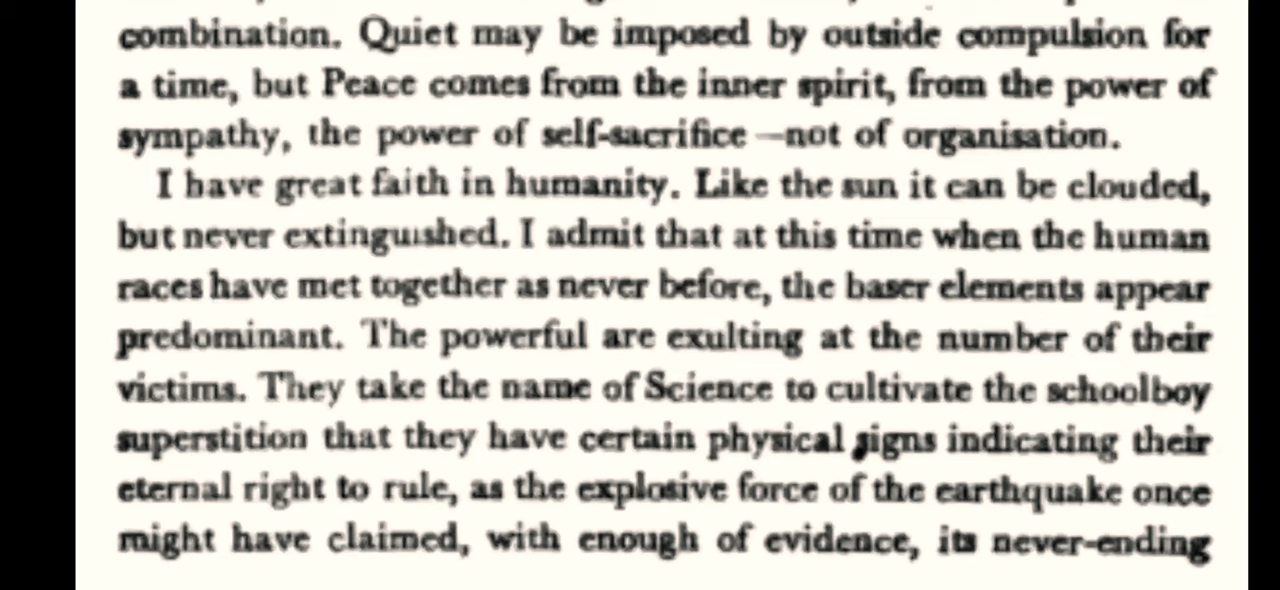 combination. Quiet may be imposed by outside compulsion for
a time, but Peace comes from the inner spirit, from the power of
sympathy, the power of self-sacrifice—not of organisation.
I have great faith in humanity. Like the sun it can be clouded,
but never extinguished. I admit that at this time when the human
races have met together as never before, the baser elements appear
predominant. The powerful are exulting at the number of their
victims. They take the name of Science to cultivate the schoolboy
superstition that they have certain physical signs indicating their
eternal right to rule, as the explosive force of the earthquake once
might have claimed, with enough of evidence, its never-ending